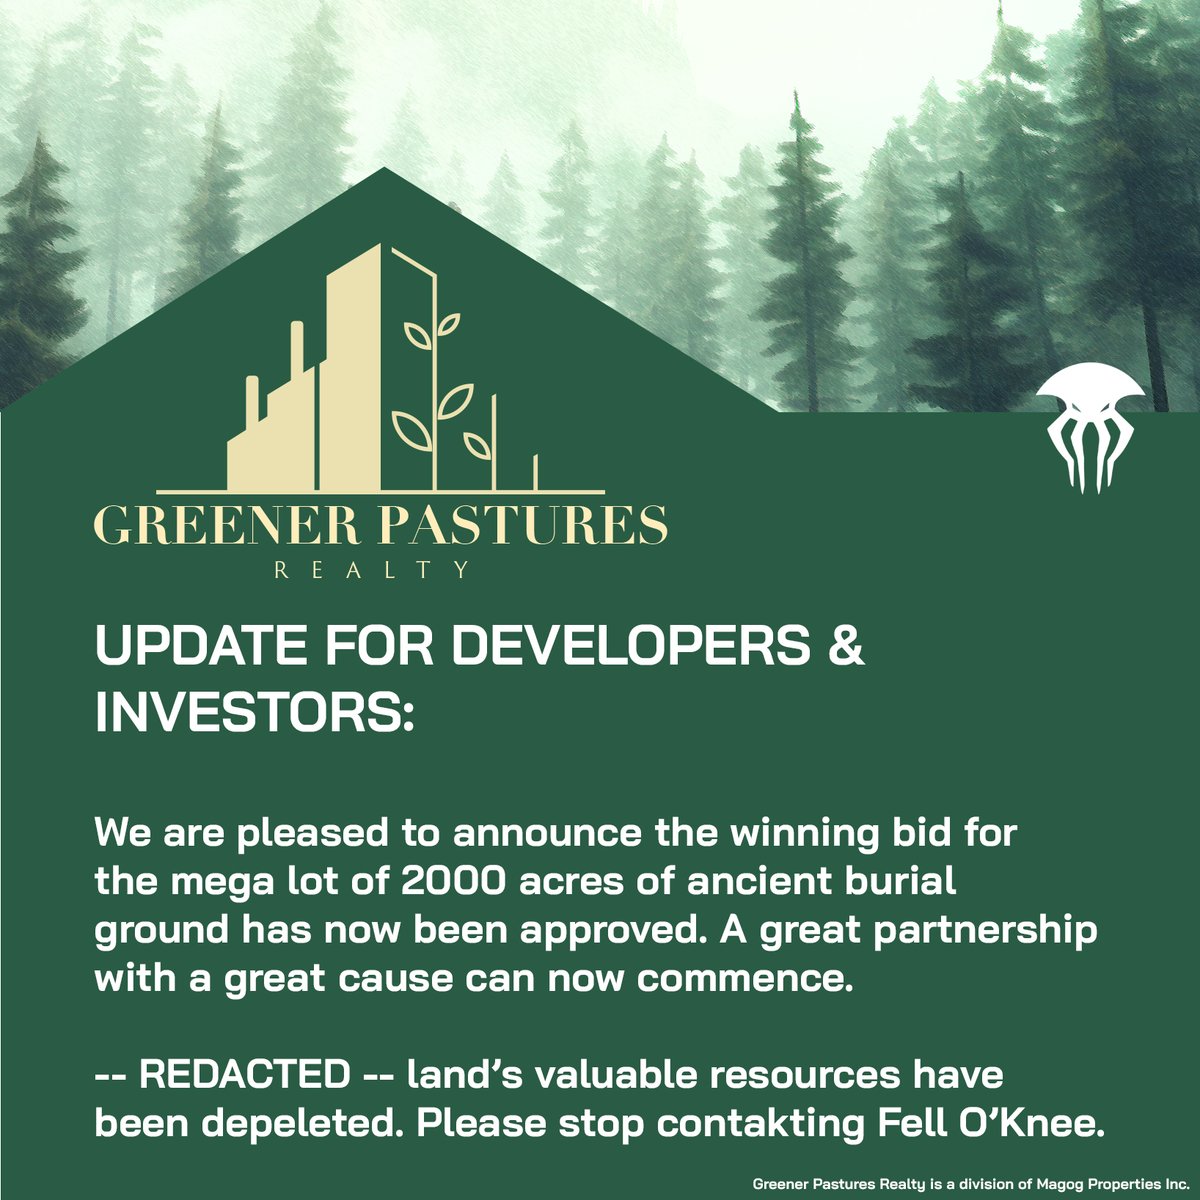 GREENER PASTURES
REALTY
UPDATE FOR DEVELOPERS &
INVESTORS:
We are pleased to announce the winning bid for
the mega lot of 2000 acres of ancient burial
ground has now been approved. A great partnership
with a great cause can now commence.
-- REDACTED -- land’s valuable resources have
been depeleted. Please stop contakting Fell O’Knee.
Greener Pastures Realty is a division of Magog Properties Inc.